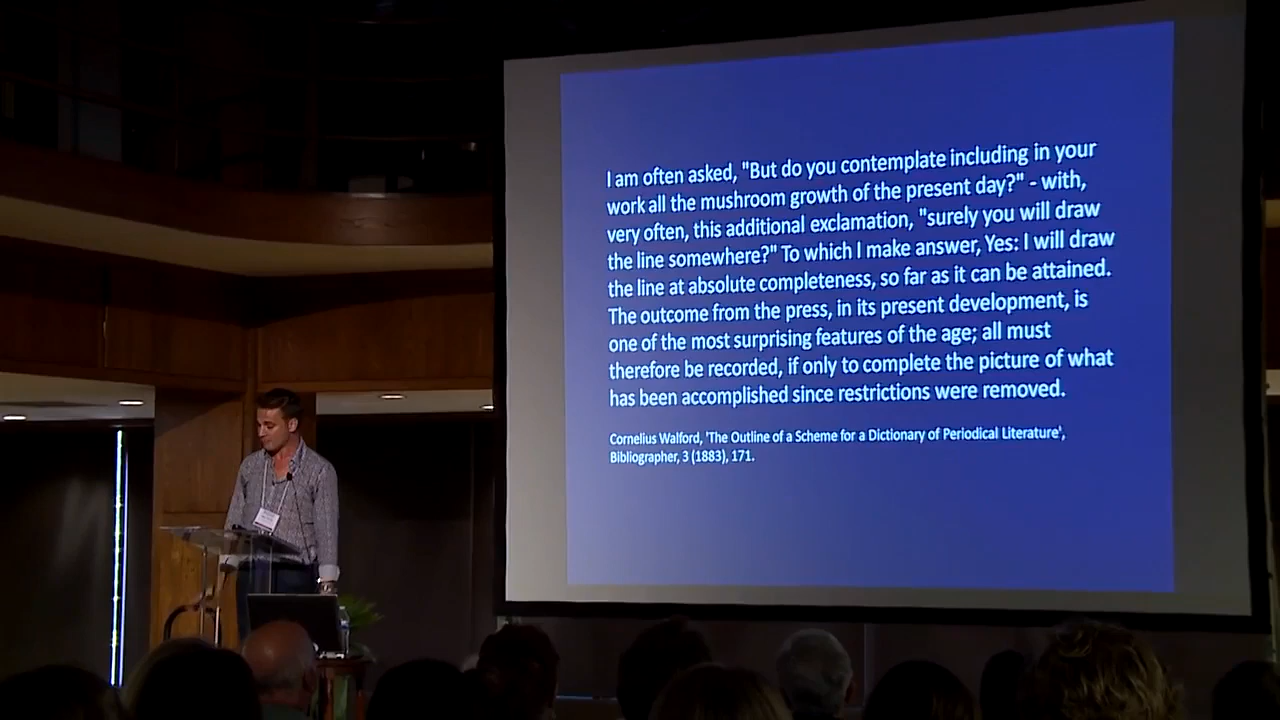 I am often asked, "But do you contemplate including in your
work all the mushroom growth of the present day?" - with,
very often, this additional exclamation, "surely you will draw
the line somewhere?" To which I make answer, Yes: I will draw
the line at absolute completeness, so far as it can be attained.
The outcome from the press, in its present development, is
one of the most surprising features of the age; all must
therefore be recorded, if only to complete the picture of what
has been accomplished since restrictions were removed.
Cornelius Walford, 'The Outline of a Scheme for a Dictionary of Periodical Literature',
Bibliographer, 3 (1883), 171.